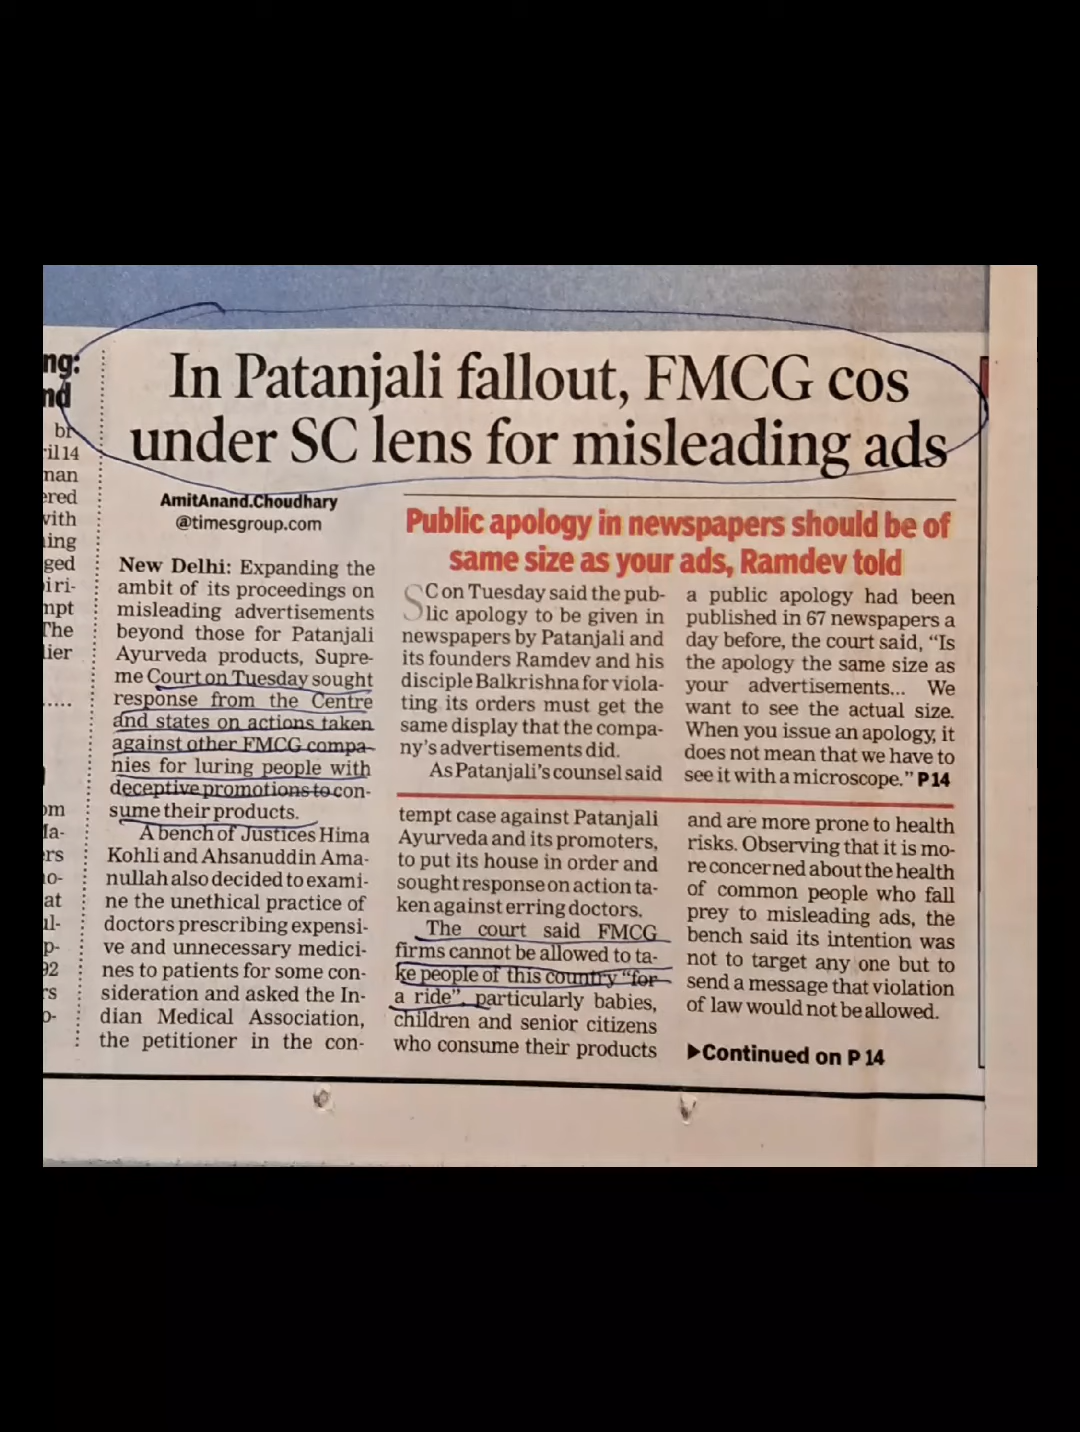 In Patanjali fallout, FMCG cos
under SC lens for misleading ads
AmitAnand.Choudhary
@timesgroup.com
New Delhi: Expanding the
ambit of its proceedings on
misleading advertisements
beyond those for Patanjali
Ayurveda products, Supre-
me Court on Tuesday sought
response from the Centre
and states on actions taken
against other FMCG compa-
nies for luring people with
deceptive promotions to con-
sume their products.
A bench of Justices Hima
Kohli and Ahsanuddin Ama-
nullah also decided to exami-
ne the unethical practice of
doctors prescribing expensi-
ve and unnecessary medici-
nes to patients for some con-
sideration and asked the In-
dian Medical Association,
the petitioner in the con-
Public apology in newspapers should be of
same size as your ads, Ramdev told
SC on Tuesday said the pub-
lic apology to be given in
newspapers by Patanjali and
its founders Ramdev and his
disciple Balkrishna for viola-
ting its orders must get the
same display that the compa-
ny's advertisements did.
As Patanjali's counsel said
a public apology had been
published in 67 newspapers a
day before, the court said, "Is
the apology the same size as
your advertisements... We
want to see the actual size.
When you issue an apology, it
does not mean that we have to
see it with a microscope." P 14
tempt case against Patanjali
Ayurveda and its promoters,
to put its house in order and
sought response on action ta-
ken against erring doctors.
The court said FMCG
firms cannot be allowed to ta-
ke people of this country "for
a ride", particularly babies,
children and senior citizens
who consume their products
and are more prone to health
risks. Observing that it is mo-
re concerned about the health
of common people who fall
prey to misleading ads, the
bench said its intention was
not to target any one but to
send a message that violation
of law would not be allowed.
▶Continued on P 14